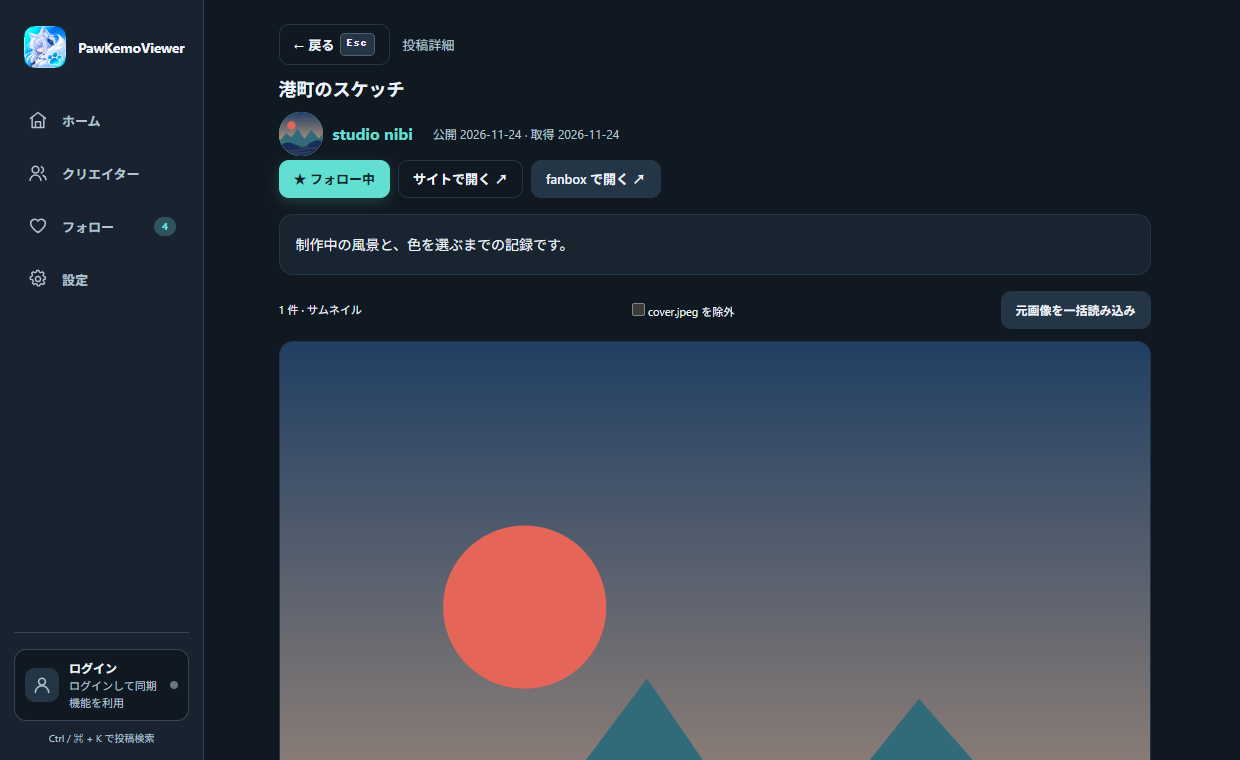 PawKemoViewer
ホーム
クリエイター
フォロー 4
設定
ログイン
ログインして同期
機能を利用
Ctrl / ⌘ + K で投稿検索
← 戻る Esc 投稿詳細
港町のスケッチ
studio nibi 公開 2026-11-24 · 取得 2026-11-24
★ フォロー中 サイトで開く ↗ fanbox で開く ↗
制作中の風景と、色を選ぶまでの記録です。
1 件 · サムネイル cover.jpeg を除外 元画像を一括読み込み